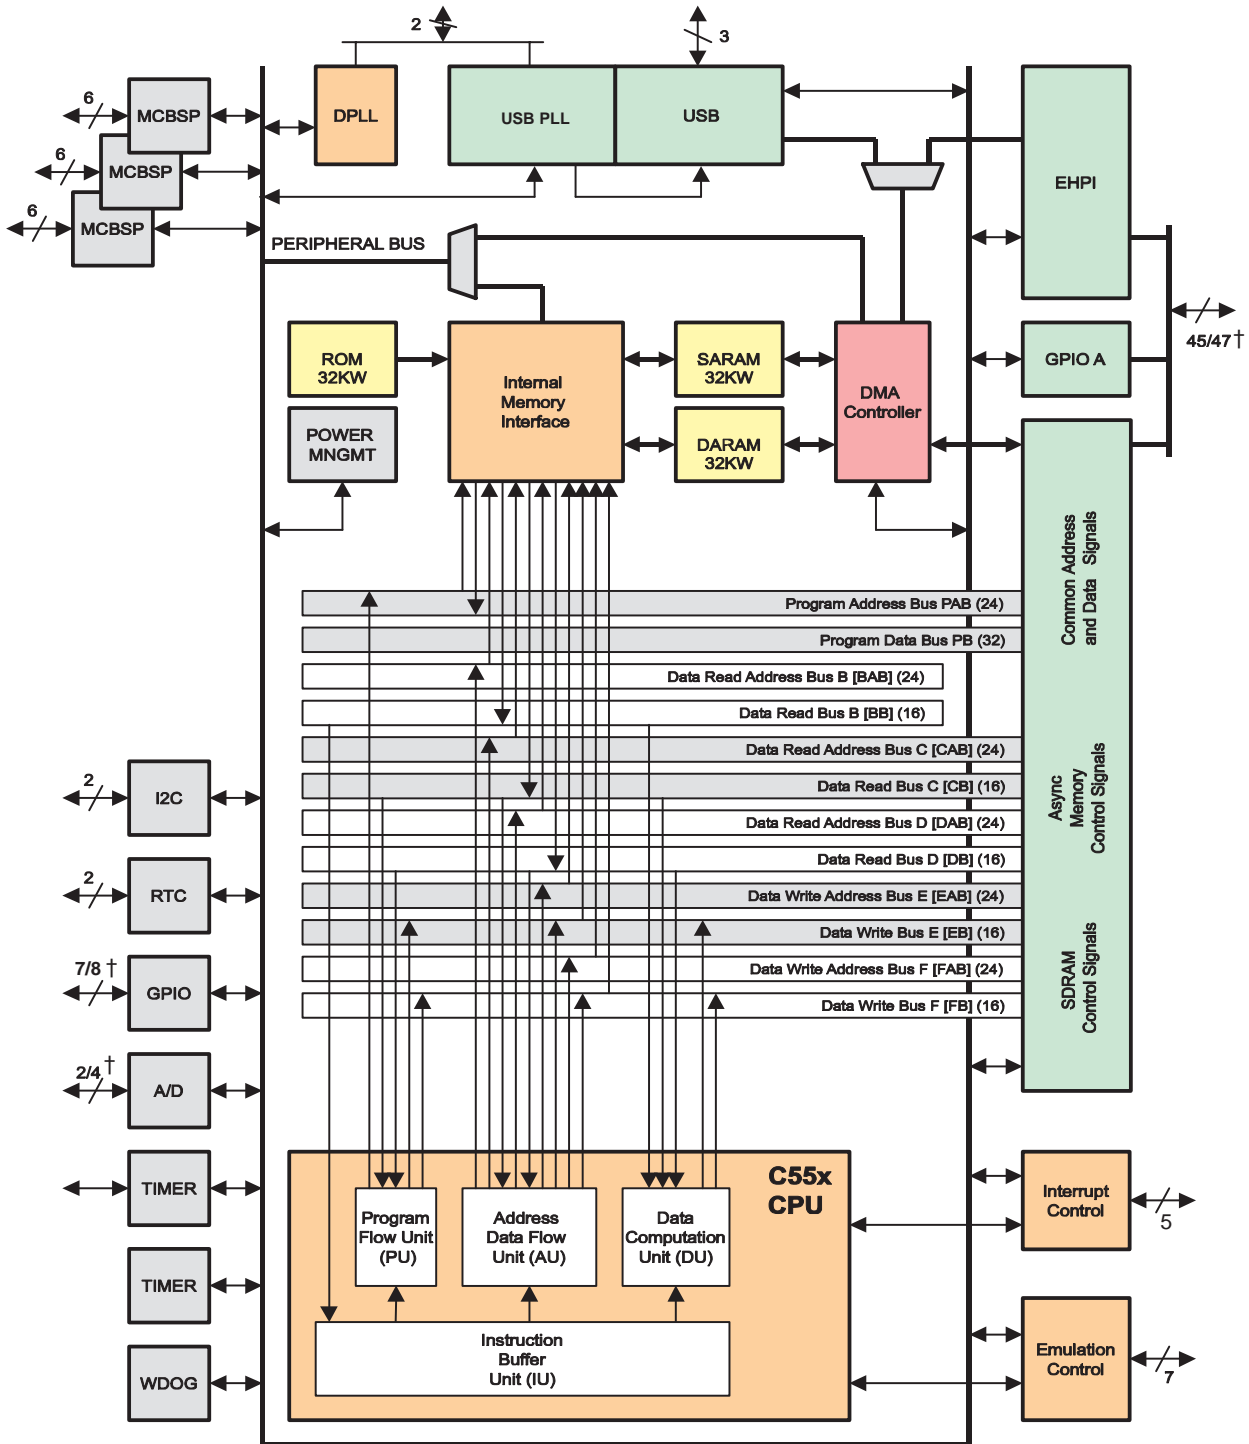 2
3
6
MCBSP
DPLL
USB PLL
USB
6
MCBSP
EHPI
6
MCBSP
PERIPHERAL BUS
45/47†
ROM
32KW
Internal
Memory
Interface
SARAM
32KW
DMA
Controller
GPIO A
POWER
MNGMT
DARAM
32KW
Common Address
and Data Signals
Program Address Bus PAB (24)
Program Data Bus PB (32)
Data Read Address Bus B [BAB] (24)
Data Read Bus B [BB] (16)
Data Read Address Bus C [CAB] (24)
Data Read Bus C [CB] (16)
Data Read Address Bus D [DAB] (24)
Data Read Bus D [DB] (16)
Data Write Address Bus E [EAB] (24)
Data Write Bus E [EB] (16)
Data Write Address Bus F [FAB] (24)
Data Write Bus F [FB] (16)
Async
Memory
Control Signals
SDRAM
Control Signals
2
I2C
2
RTC
7/8 †
GPIO
2/4 †
A/D
TIMER
TIMER
WDOG
C55x
CPU
Program
Flow Unit
(PU)
Address
Data Flow
Unit (AU)
Data
Computation
Unit (DU)
Instruction
Buffer
Unit (IU)
Interrupt
Control
5
Emulation
Control
7